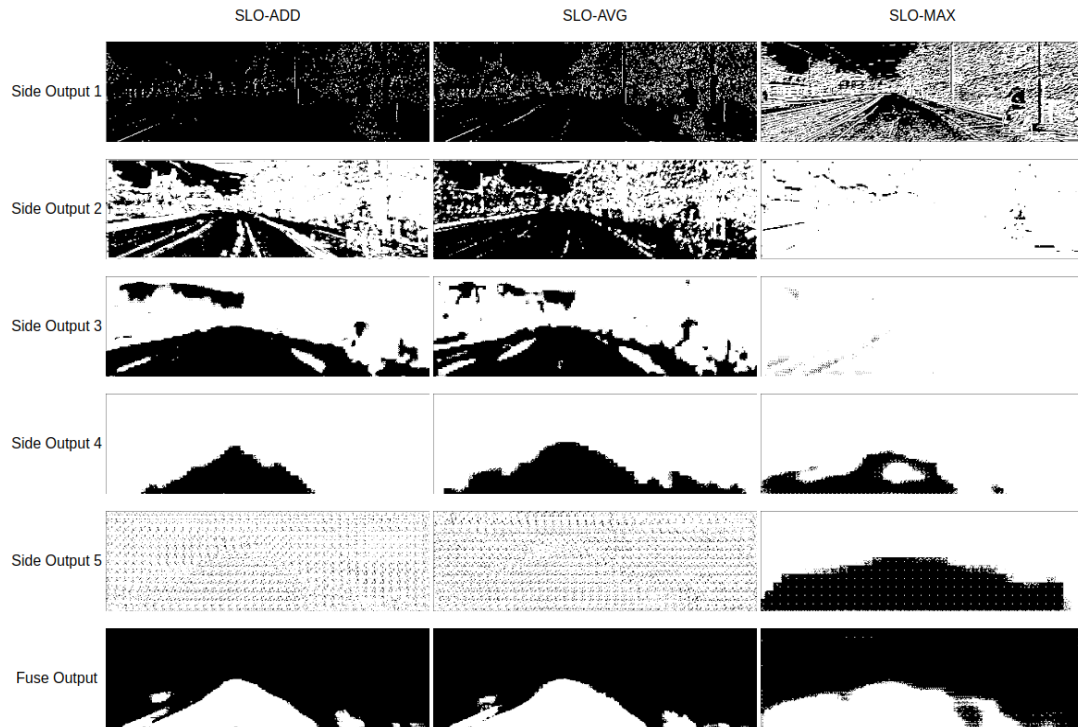 SLO-ADD SLO-AVG SLO-MAX
Side Output 1
Side Output 2
Side Output 3
Side Output 4
Side Output 5
Fuse Output